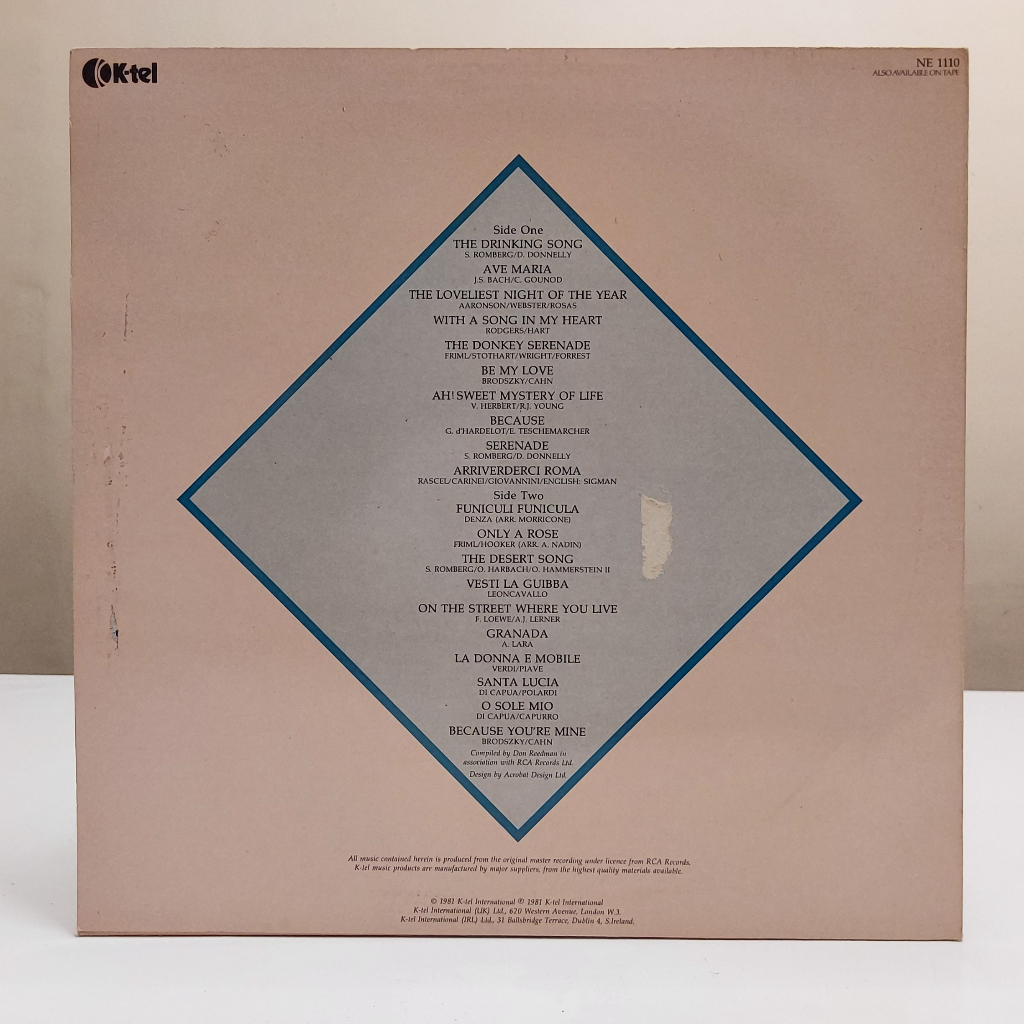 K-tel
NE 1110
ALSO AVAILABLE ON TAPE
Side One
THE DRINKING SONG
S. ROMBERG/D. DONNELLY
AVE MARIA
J.S. BACH/C. GOUNOD
THE LOVELIEST NIGHT OF THE YEAR
AARONSON/WEBSTER/ROSAS
WITH A SONG IN MY HEART
RODGERS/HART
THE DONKEY SERENADE
FRIML/STOTHART/WRIGHT/FORREST
BE MY LOVE
BRODSZKY/CAHN
AH! SWEET MYSTERY OF LIFE
V. HERBERT/R.J. YOUNG
BECAUSE
G. d'HARDELOT/E. TESCHEMARCHER
SERENADE
S. ROMBERG/D. DONNELLY
ARRIVERDERCI ROMA
RASCEL/CARINEI/GIOVANNINI/ENGLISH: SIGMAN
Side Two
FUNICULI FUNICULA
DENZA (ARR. MORRICONE)
ONLY A ROSE
FRIML/HOOKER (ARR. A. NADIN)
THE DESERT SONG
S. ROMBERG/O. HARBACH/O. HAMMERSTEIN II
VESTI LA GUIBBA
LEONCAVALLO
ON THE STREET WHERE YOU LIVE
F. LOEWE/A.J. LERNER
GRANADA
A. LARA
LA DONNA E MOBILE
VERDI/PIAVE
SANTA LUCIA
DI CAPUA/POLARDI
O SOLE MIO
DI CAPUA/CAPURRO
BECAUSE YOU'RE MINE
BRODSZKY/CAHN
Compiled by Don Reedman in
association with RCA Records Ltd.
Design by Acrobat Design Ltd.
All music contained herein is produced from the original master recording under licence from RCA Records.
K-tel music products are manufactured by major suppliers, from the highest quality materials available.
© 1981 K-tel International ℗ 1981 K-tel International
K-tel International (UK) Ltd., 620 Western Avenue, London W.3.
K-tel International (IRL) Ltd., 31 Ballsbridge Terrace, Dublin 4, S.Ireland.